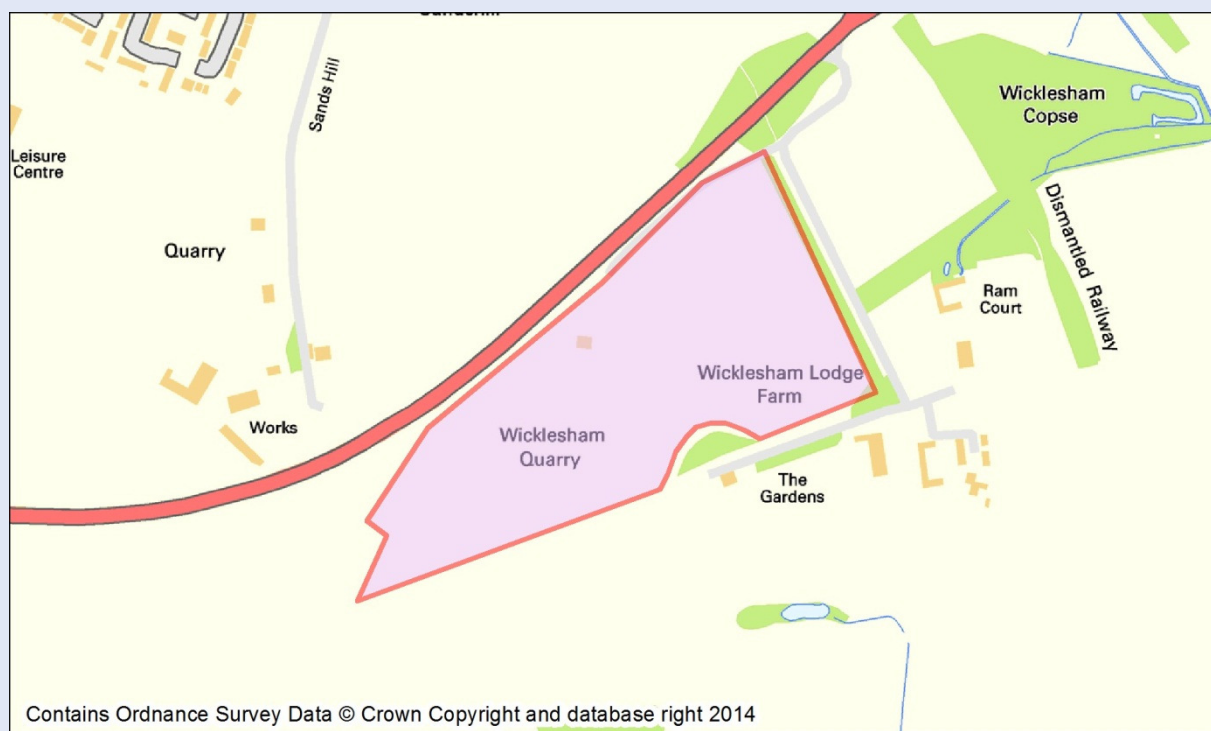 Sands Hill
Wicklesham
Copse
Leisure
Centre
Dismantled Railway
Quarry
Ram
Court
Wicklesham Lodge
Farm
Works
Wicklesham
Quarry
The
Gardens
Contains Ordnance Survey Data © Crown Copyright and database right 2014